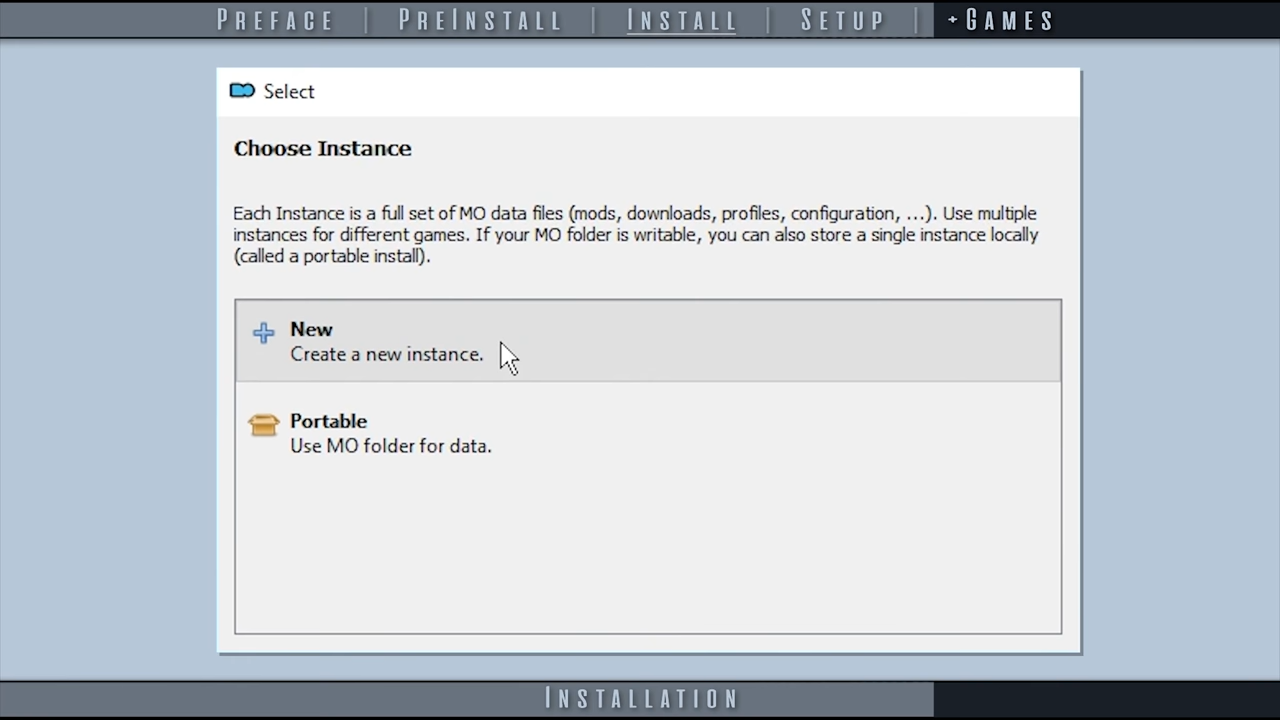 PREFACE | PREINSTALL | INSTALL | SETUP | +GAMES
Select
Choose Instance
Each Instance is a full set of MO data files (mods, downloads, profiles, configuration, ...). Use multiple
instances for different games. If your MO folder is writable, you can also store a single instance locally
(called a portable install).
New
Create a new instance.
Portable
Use MO folder for data.
INSTALLATION